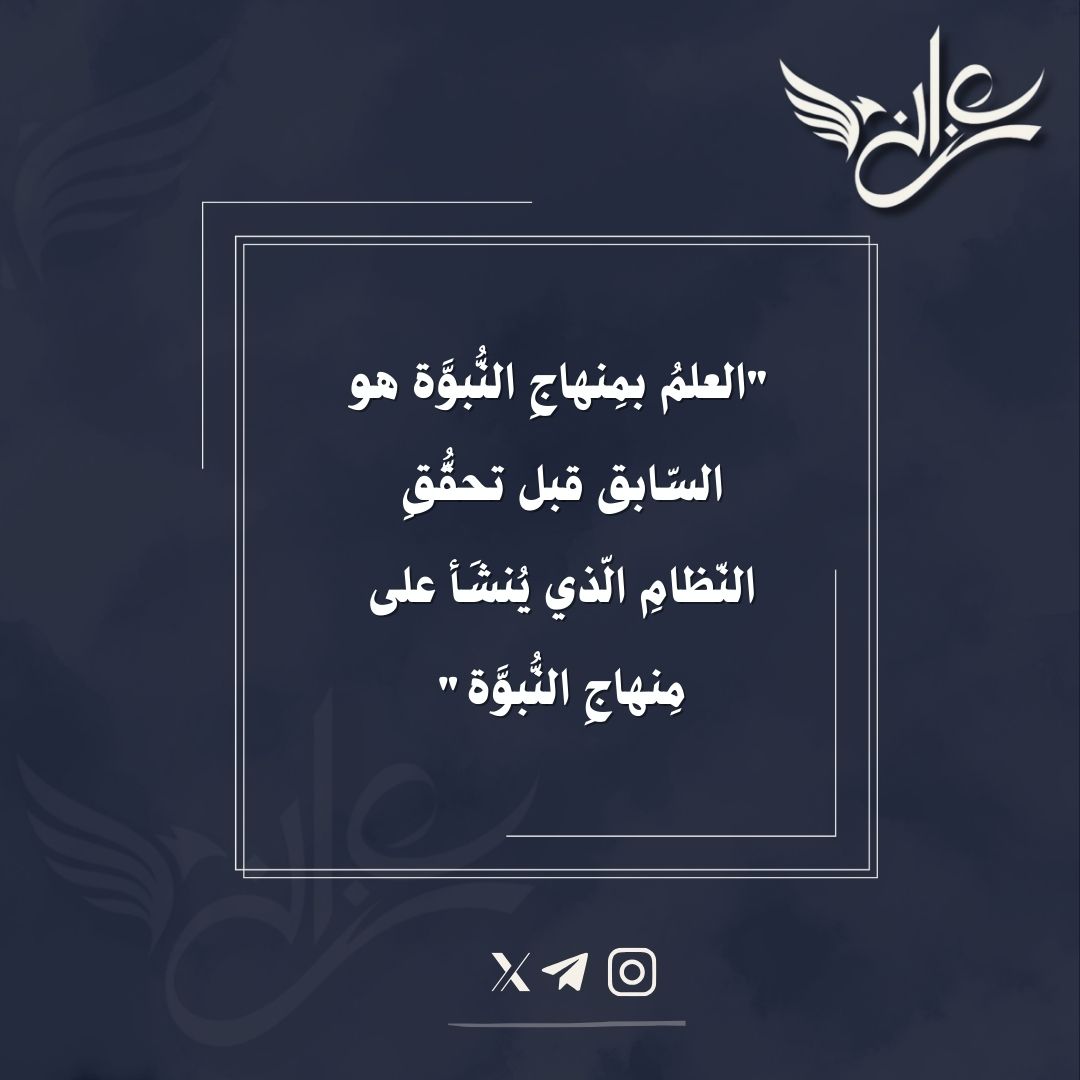 "العلمُ بمِنهاجِ النُّبوَّة هو
السّابق قبل تحقُّقِ
النّظامِ الّذي يُنشَأ على
مِنهاجِ النُّبوَّة "